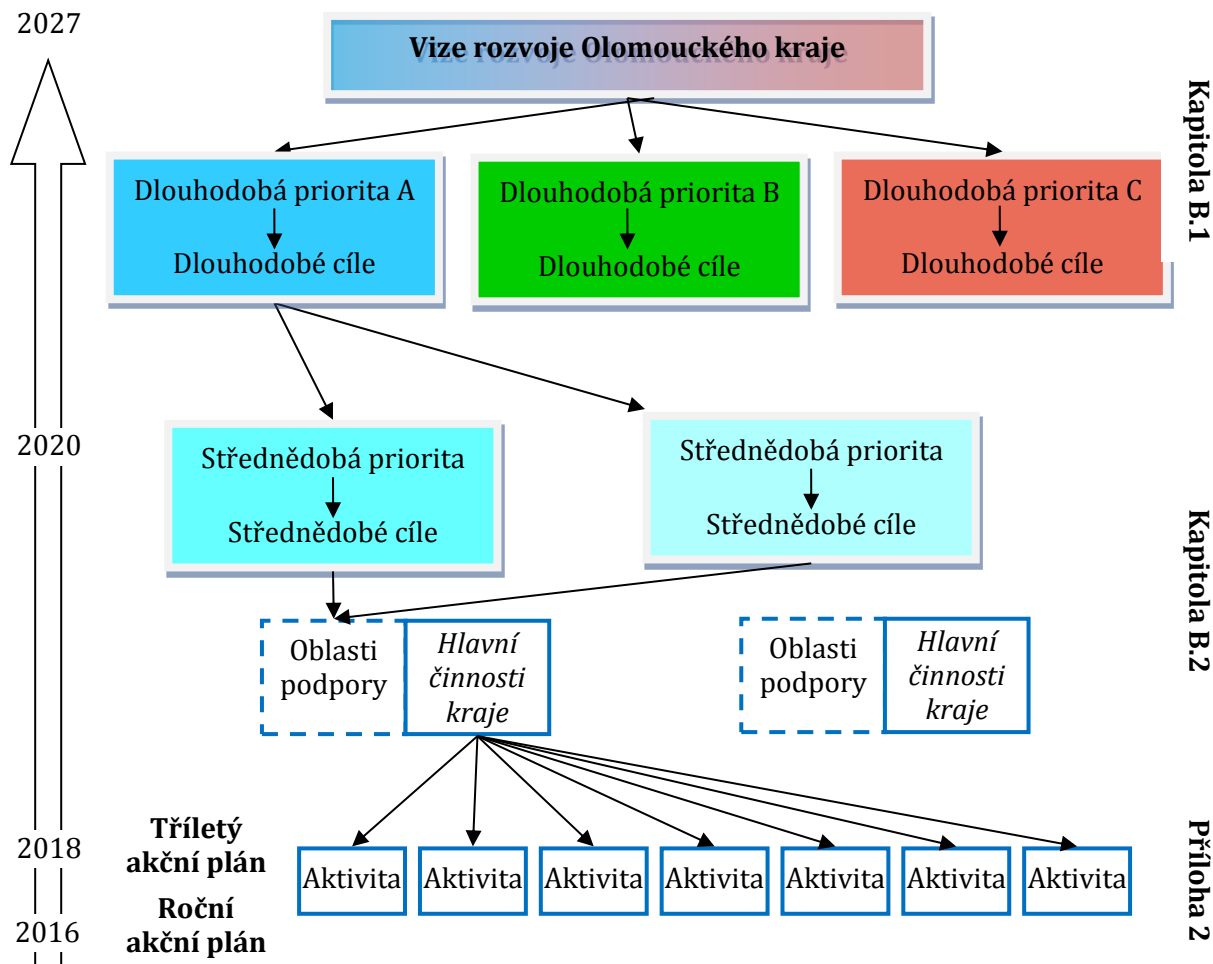 2027
Vize rozvoje Olomouckého kraje
Kapitola B.1
Dlouhodobá priorita A
Dlouhodobé cíle
Dlouhodobá priorita B
Dlouhodobé cíle
Dlouhodobá priorita C
Dlouhodobé cíle
2020
Střednědobá priorita
Střednědobé cíle
Střednědobá priorita
Střednědobé cíle
Kapitola B.2
Oblasti
podpory
Hlavní
činnosti
kraje
Oblasti
podpory
Hlavní
činnosti
kraje
2018
Tříletý
akční plán
Aktivita
Aktivita
Aktivita
Aktivita
Aktivita
Aktivita
Aktivita
Příloha 2
2016
Roční
akční plán